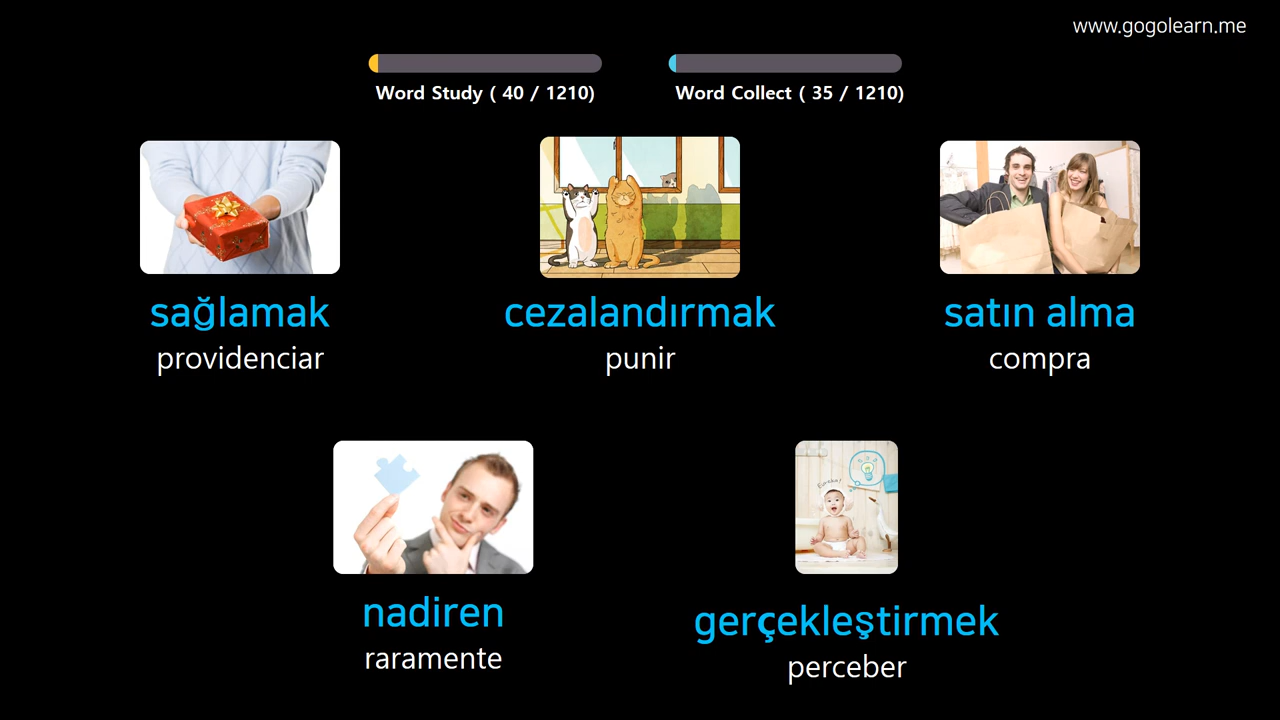 www.gogolearn.me
Word Study ( 40 / 1210)
Word Collect ( 35 / 1210)
sağlamak
providenciar
cezalandırmak
punir
satın alma
compra
Eureka!
nadiren
raramente
gerçekleştirmek
perceber